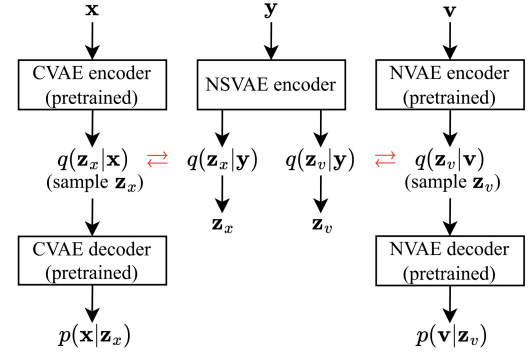 x y v
CVAE encoder
(pretrained)
NSVAE encoder
NVAE encoder
(pretrained)
q(z_x|x) ⇄ q(z_x|y) q(z_v|y) ⇄ q(z_v|v)
(sample z_x) (sample z_v)
z_x z_v
CVAE decoder
(pretrained)
NVAE decoder
(pretrained)
p(x|z_x) p(v|z_v)